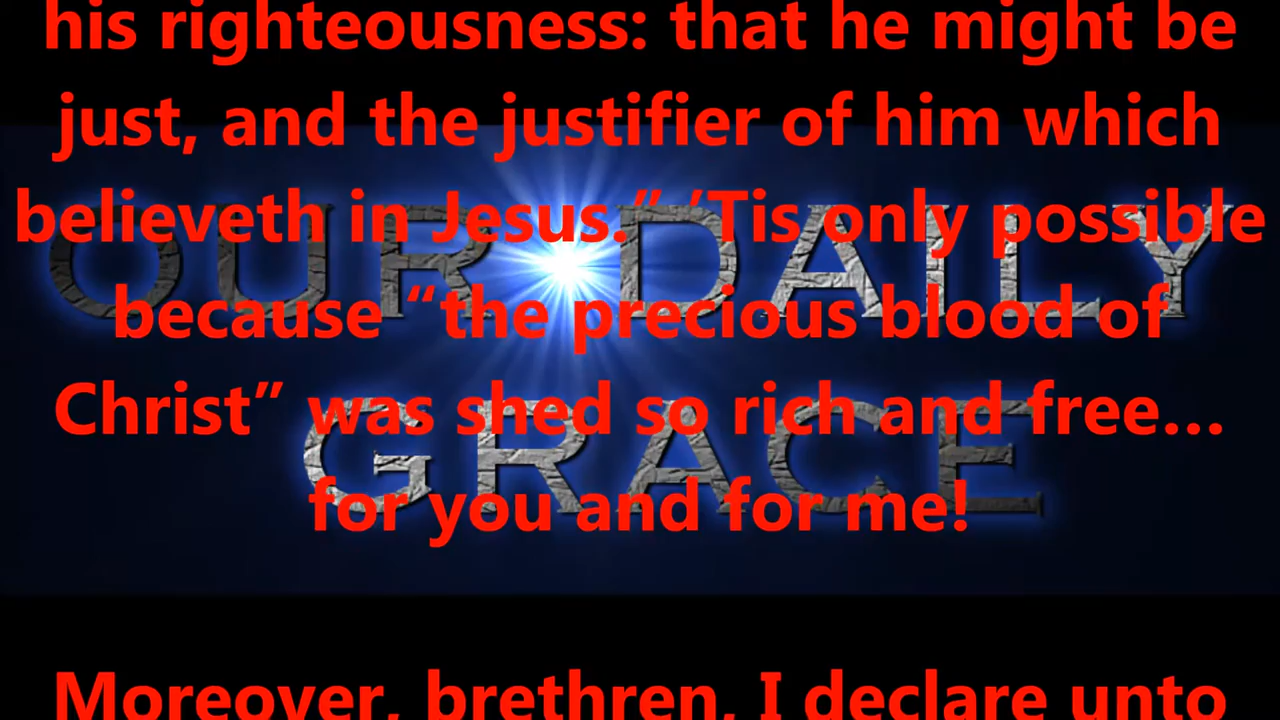 his righteousness: that he might be
just, and the justifier of him which
believeth in Jesus.” ’Tis only possible
because “the precious blood of
Christ” was shed so rich and free…
for you and for me!
Moreover, brethren, I declare unto
OUR DAILY
GRACE